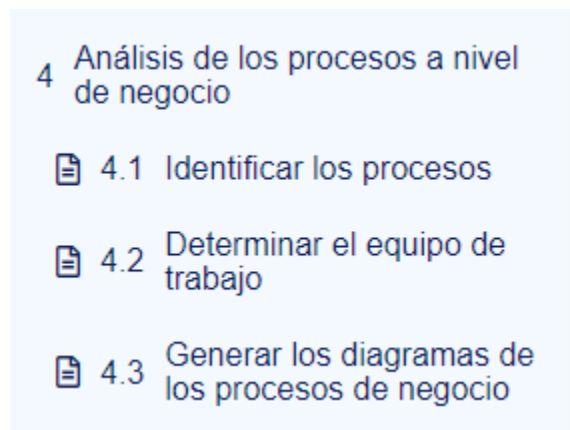 4 Análisis de los procesos a nivel
de negocio
4.1 Identificar los procesos
4.2 Determinar el equipo de
trabajo
4.3 Generar los diagramas de
los procesos de negocio